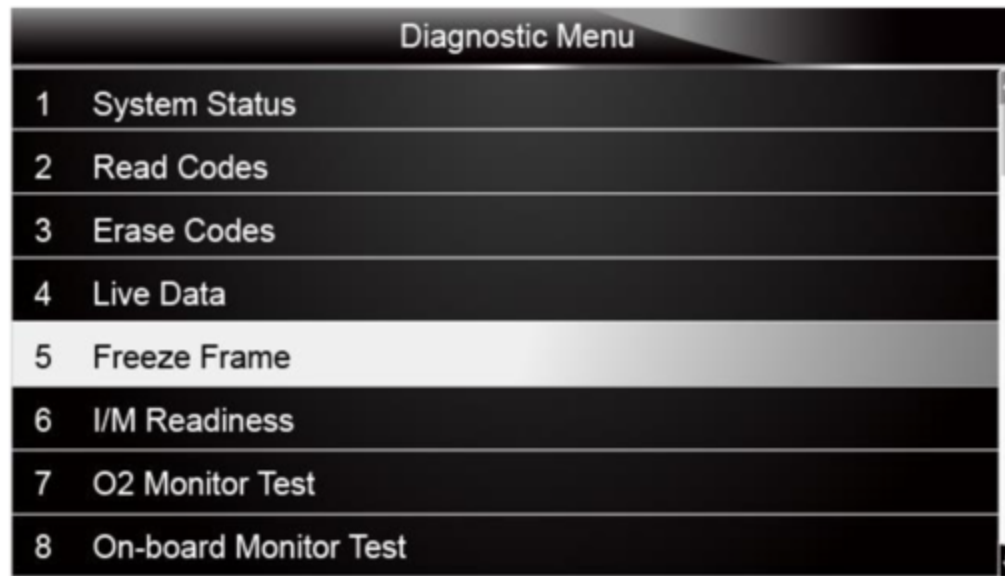 Diagnostic Menu
1 System Status
2 Read Codes
3 Erase Codes
4 Live Data
5 Freeze Frame
6 I/M Readiness
7 O2 Monitor Test
8 On-board Monitor Test